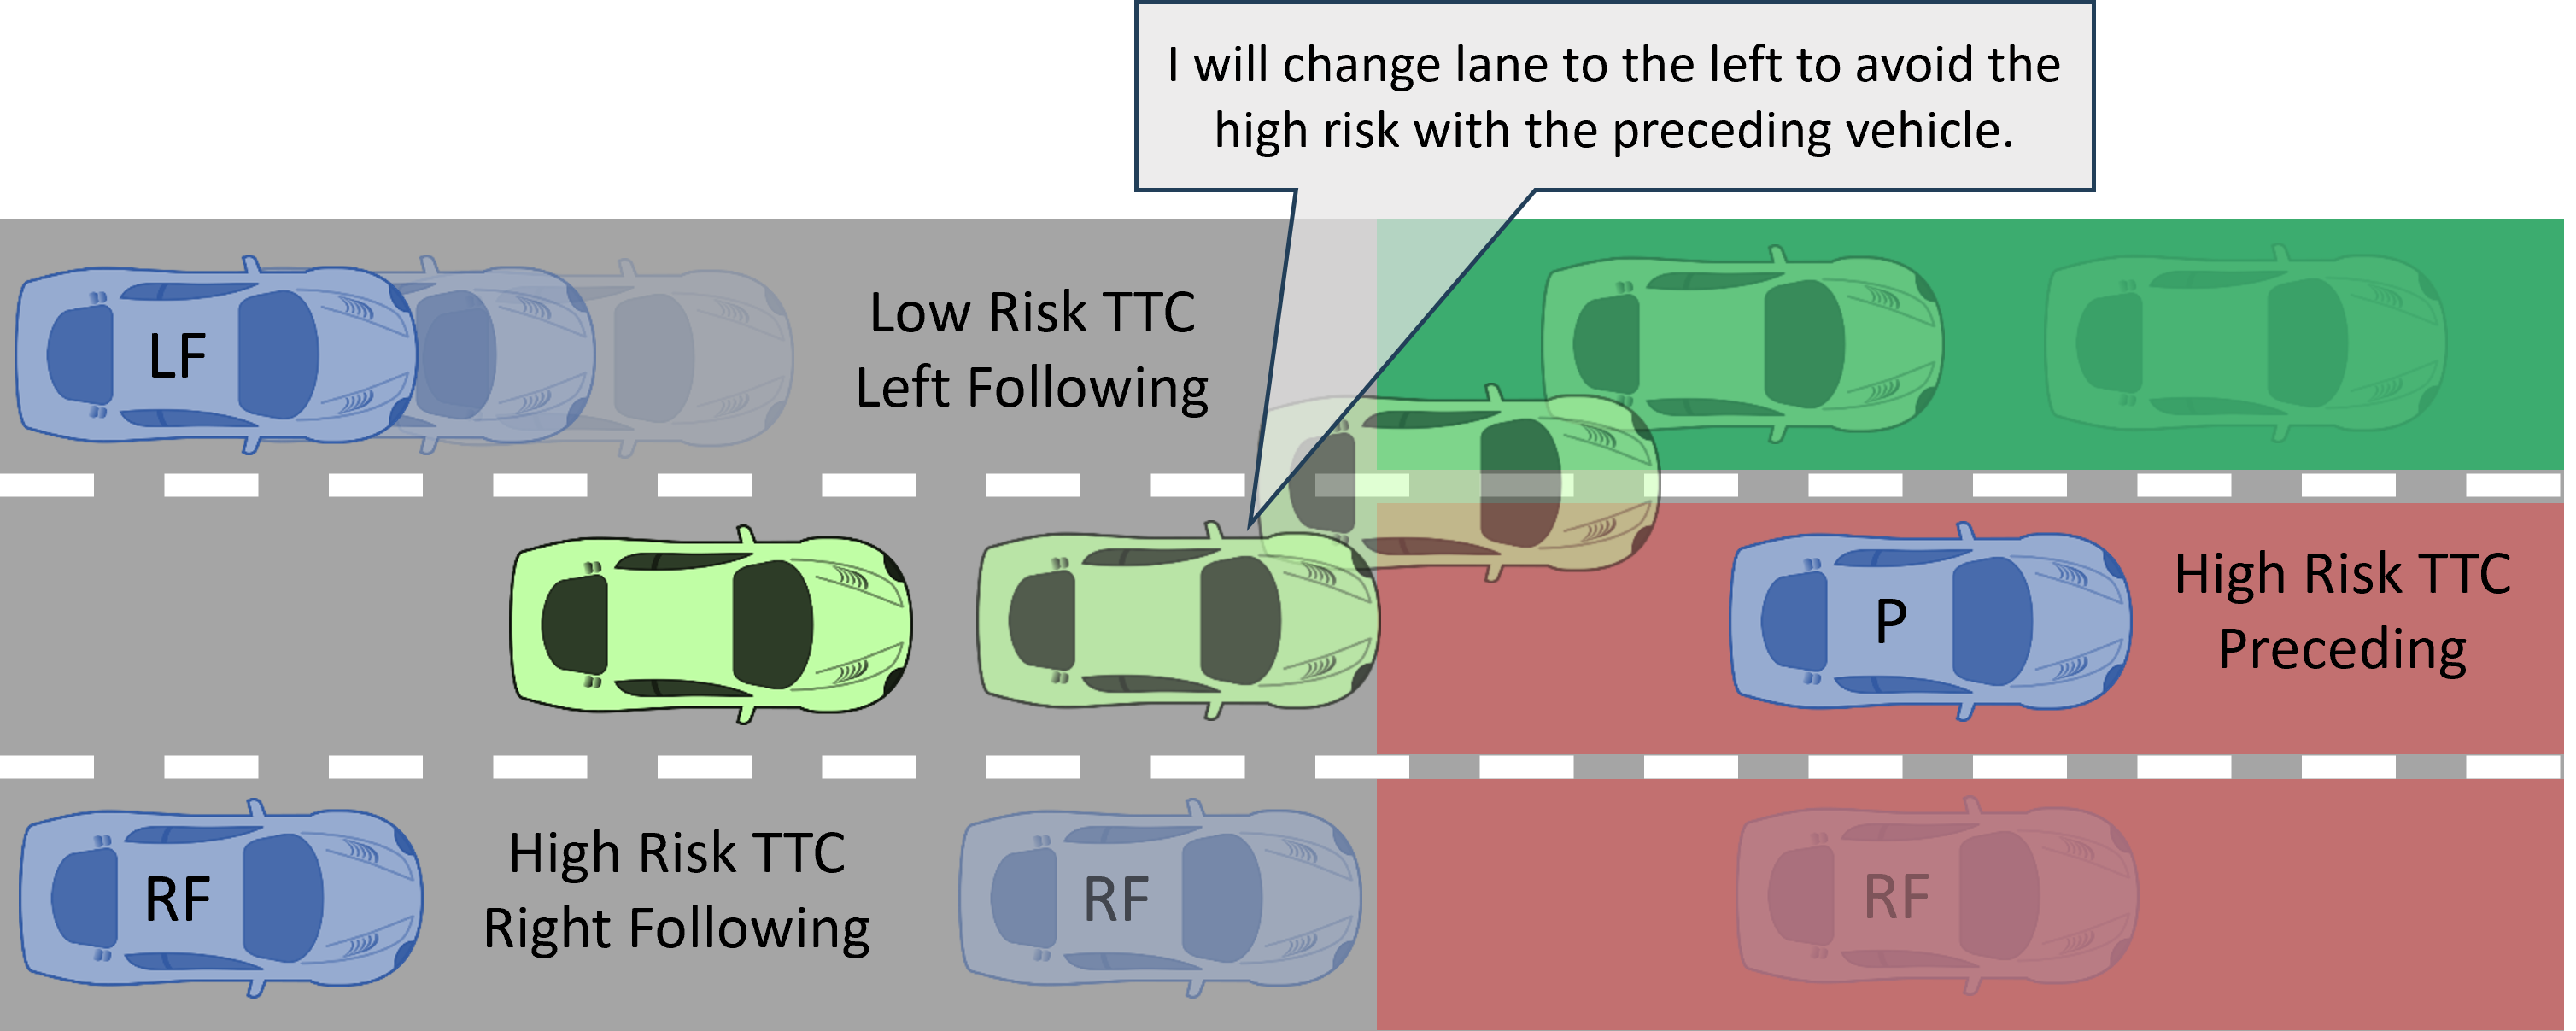 I will change lane to the left to avoid the
high risk with the preceding vehicle.
LF
Low Risk TTC
Left Following
P
High Risk TTC
Preceding
RF
High Risk TTC
Right Following
RF
RF